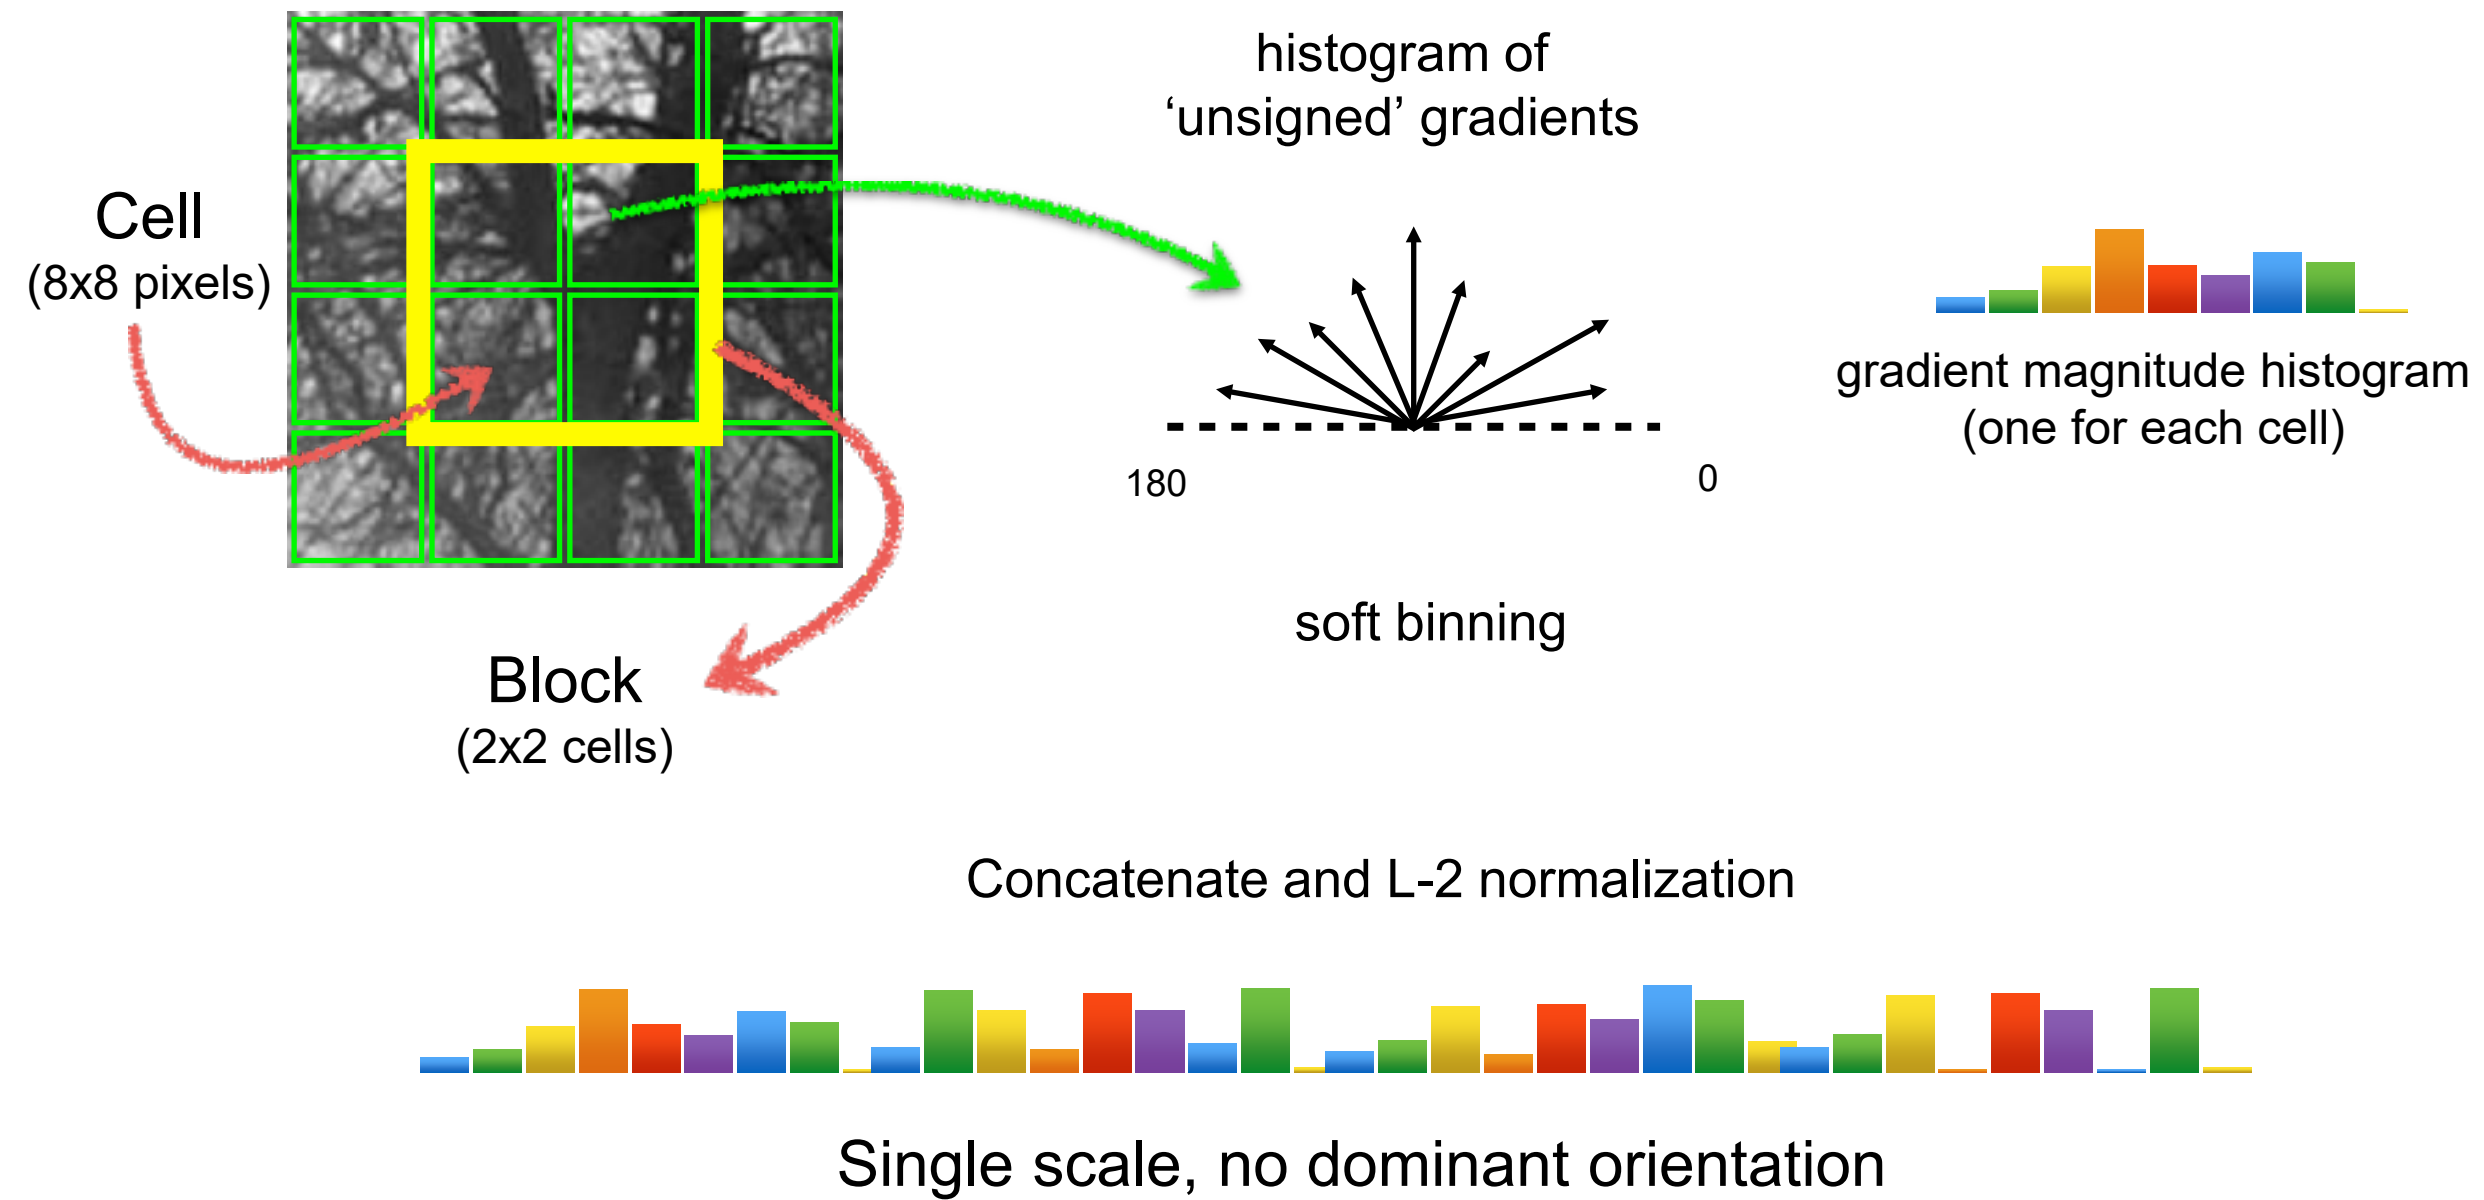 Cell
(8x8 pixels)
Block
(2x2 cells)
histogram of
‘unsigned’ gradients
180
0
soft binning
gradient magnitude histogram
(one for each cell)
Concatenate and L-2 normalization
Single scale, no dominant orientation